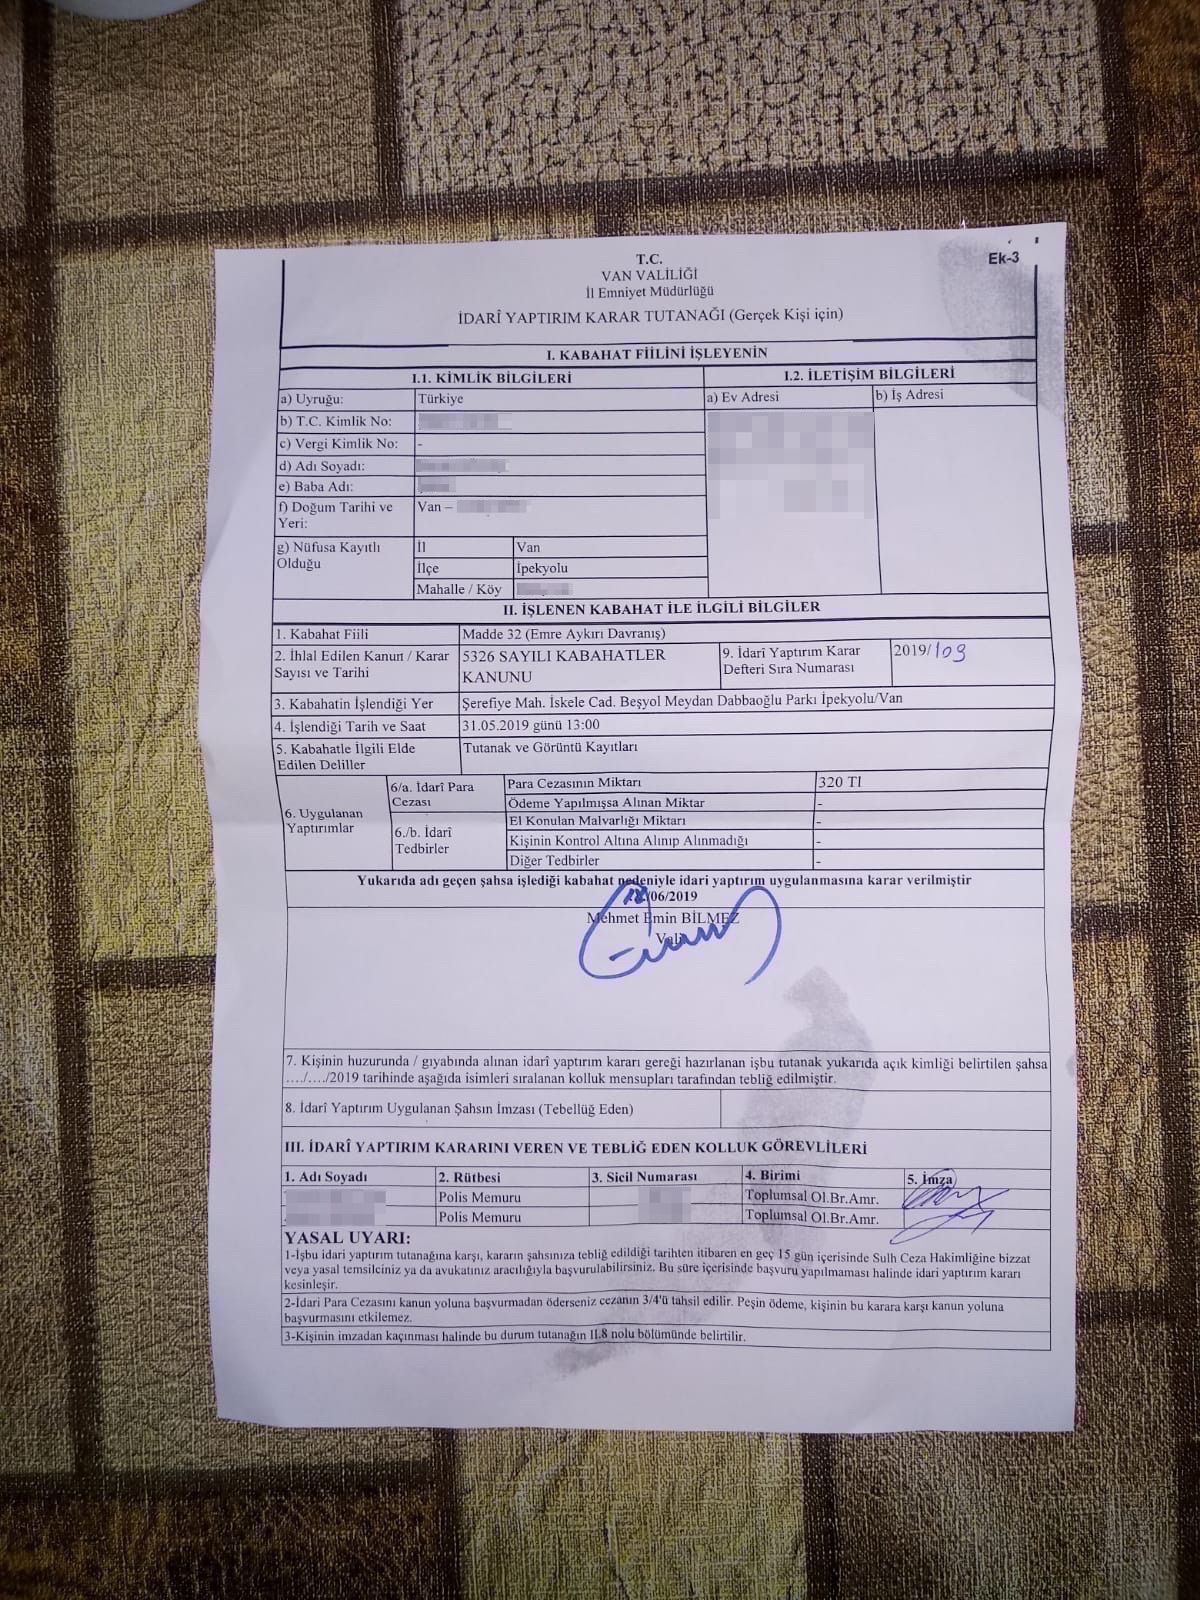 Ek-3
T.C.
VAN VALİLİĞİ
İl Emniyet Müdürlüğü
İDARÎ YAPTIRIM KARAR TUTANAĞI (Gerçek Kişi için)
I. KABAHAT FİİLİNİ İŞLEYENİN
I.1. KİMLİK BİLGİLERİ
I.2. İLETİŞİM BİLGİLERİ
a) Uyruğu: Türkiye
a) Ev Adresi
b) İş Adresi
b) T.C. Kimlik No:
c) Vergi Kimlik No: -
d) Adı Soyadı:
e) Baba Adı:
f) Doğum Tarihi ve Yeri: Van –
g) Nüfusa Kayıtlı Olduğu
İl Van
İlçe İpekyolu
Mahalle / Köy
II. İŞLENEN KABAHAT İLE İLGİLİ BİLGİLER
1. Kabahat Fiili Madde 32 (Emre Aykırı Davranış)
2. İhlal Edilen Kanun / Karar Sayısı ve Tarihi
5326 SAYILI KABAHATLER KANUNU
9. İdarî Yaptırım Karar Defteri Sıra Numarası
2019/109
3. Kabahatin İşlendiği Yer Şerefiye Mah. İskele Cad. Beşyol Meydan Dabbaoğlu Parkı İpekyolu/Van
4. İşlendiği Tarih ve Saat 31.05.2019 günü 13:00
5. Kabahatle İlgili Elde Edilen Deliller
Tutanak ve Görüntü Kayıtları
6. Uygulanan Yaptırımlar
6/a. İdarî Para Cezası
Para Cezasının Miktarı 320 Tl
Ödeme Yapılmışsa Alınan Miktar -
6./b. İdarî Tedbirler
El Konulan Malvarlığı Miktarı -
Kişinin Kontrol Altına Alınıp Alınmadığı -
Diğer Tedbirler -
Yukarıda adı geçen şahsa işlediği kabahat nedeniyle idari yaptırım uygulanmasına karar verilmiştir
/06/2019
Mehmet Emin BİLMEZ
Vali
7. Kişinin huzurunda / gıyabında alınan idarî yaptırım kararı gereği hazırlanan işbu tutanak yukarıda açık kimliği belirtilen şahsa
…./…./2019 tarihinde aşağıda isimleri sıralanan kolluk mensupları tarafından tebliğ edilmiştir.
8. İdarî Yaptırım Uygulanan Şahsın İmzası (Tebellüğ Eden)
III. İDARÎ YAPTIRIM KARARINI VEREN VE TEBLİĞ EDEN KOLLUK GÖREVLİLERİ
1. Adı Soyadı 2. Rütbesi 3. Sicil Numarası 4. Birimi 5. İmza
Polis Memuru Toplumsal Ol.Br.Amr.
Polis Memuru Toplumsal Ol.Br.Amr.
YASAL UYARI:
1-İşbu idari yaptırım tutanağına karşı, kararın şahsınıza tebliğ edildiği tarihten itibaren en geç 15 gün içerisinde Sulh Ceza Hakimliğine bizzat
veya yasal temsilciniz ya da avukatınız aracılığıyla başvurulabilirsiniz. Bu süre içerisinde başvuru yapılmaması halinde idari yaptırım kararı
kesinleşir.
2-İdari Para Cezasını kanun yoluna başvurmadan öderseniz cezanın 3/4'ü tahsil edilir. Peşin ödeme, kişinin bu karara karşı kanun yoluna
başvurmasını etkilemez.
3-Kişinin imzadan kaçınması halinde bu durum tutanağın II.8 nolu bölümünde belirtilir.